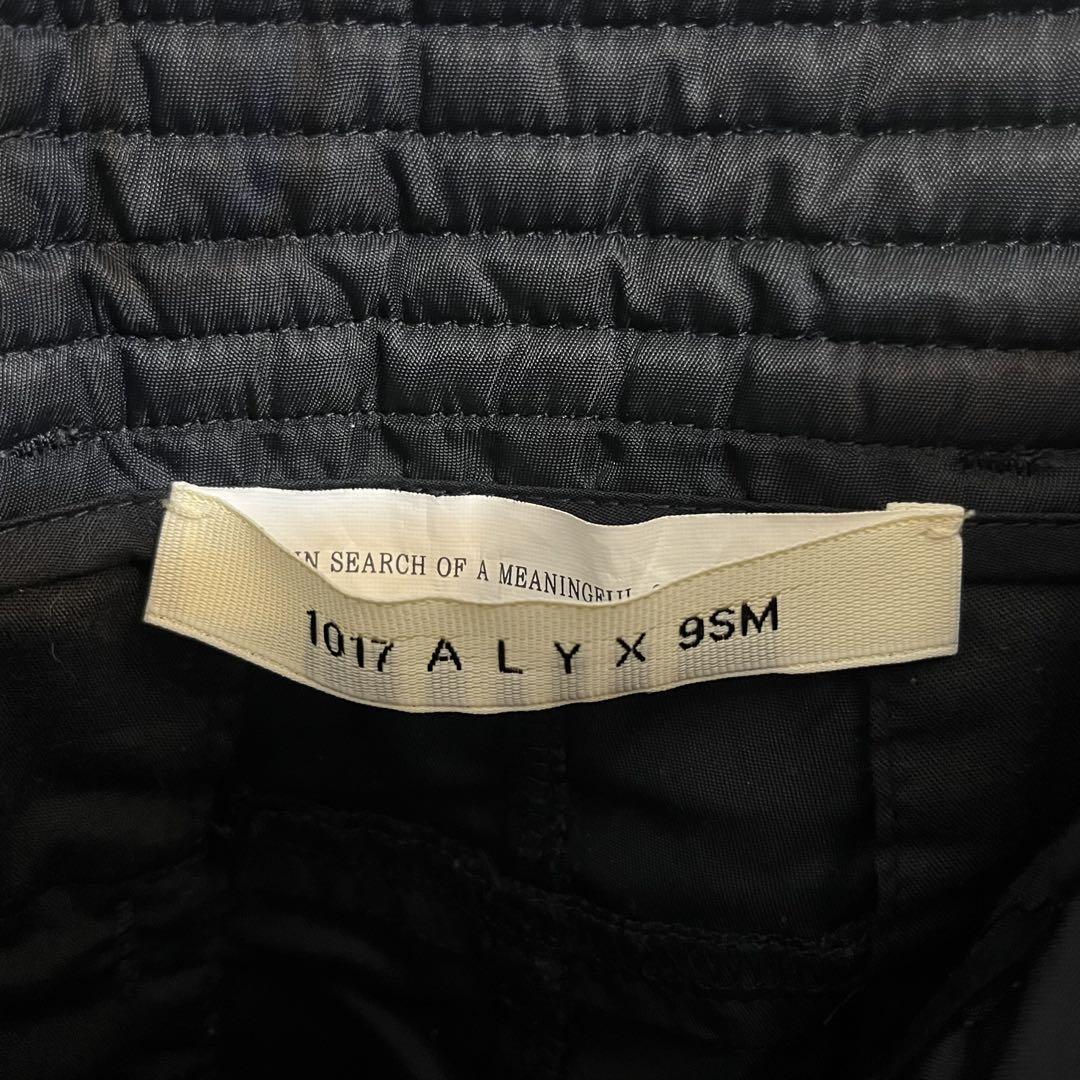 IN SEARCH OF A MEANINGFUL
1017 ALYX 9SM